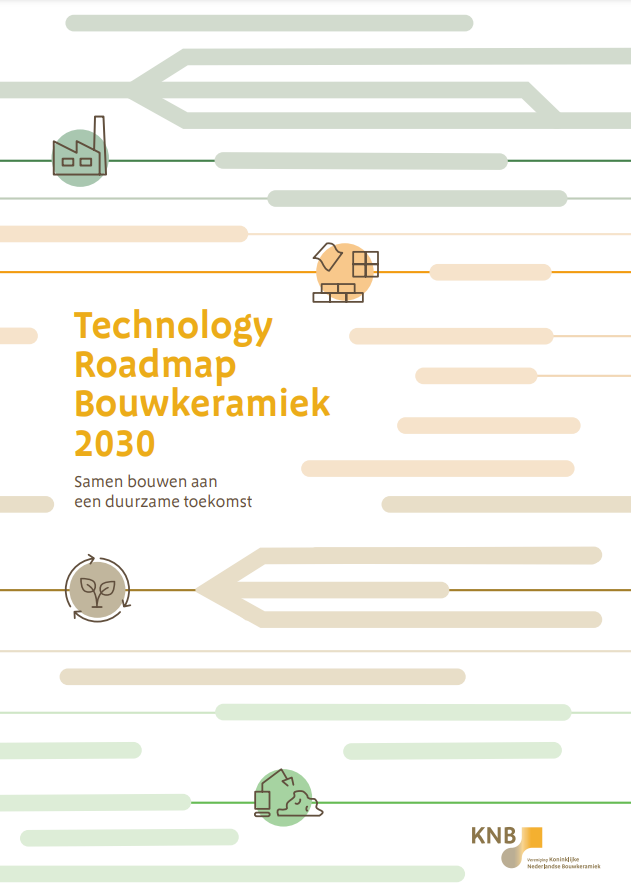 Technology
Roadmap
Bouwkeramiek
2030
Samen bouwen aan
een duurzame toekomst
KNB
Vereniging Koninklijke
Nederlandse Bouwkeramiek